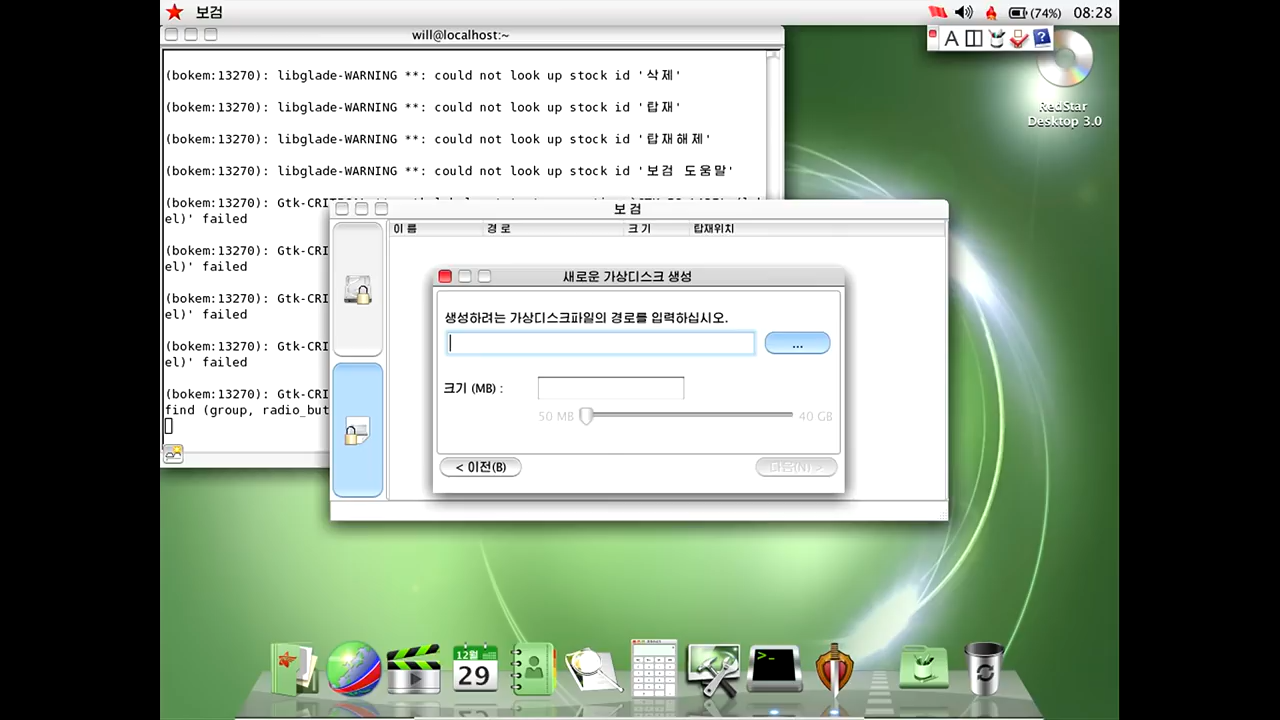 보검
(74%) 08:28
will@localhost:~
(bokem:13270): libglade-WARNING **: could not look up stock id '삭제'
(bokem:13270): libglade-WARNING **: could not look up stock id '탑재'
(bokem:13270): libglade-WARNING **: could not look up stock id '탑재해제'
(bokem:13270): libglade-WARNING **: could not look up stock id '보검 도움말'
(bokem:13270): Gtk-CRI
el)' failed
(bokem:13270): Gtk-CRI
el)' failed
(bokem:13270): Gtk-CRI
el)' failed
(bokem:13270): Gtk-CRI
el)' failed
(bokem:13270): Gtk-CRI
find (group, radio_but
RedStar
Desktop 3.0
보검
이름 경로 크기 탑재위치
새로운 가상디스크 생성
생성하려는 가상디스크파일의 경로를 입력하십시오.
...
크기 (MB) :
50 MB 40 GB
< 이전(B) 다음(N) >
12월
29